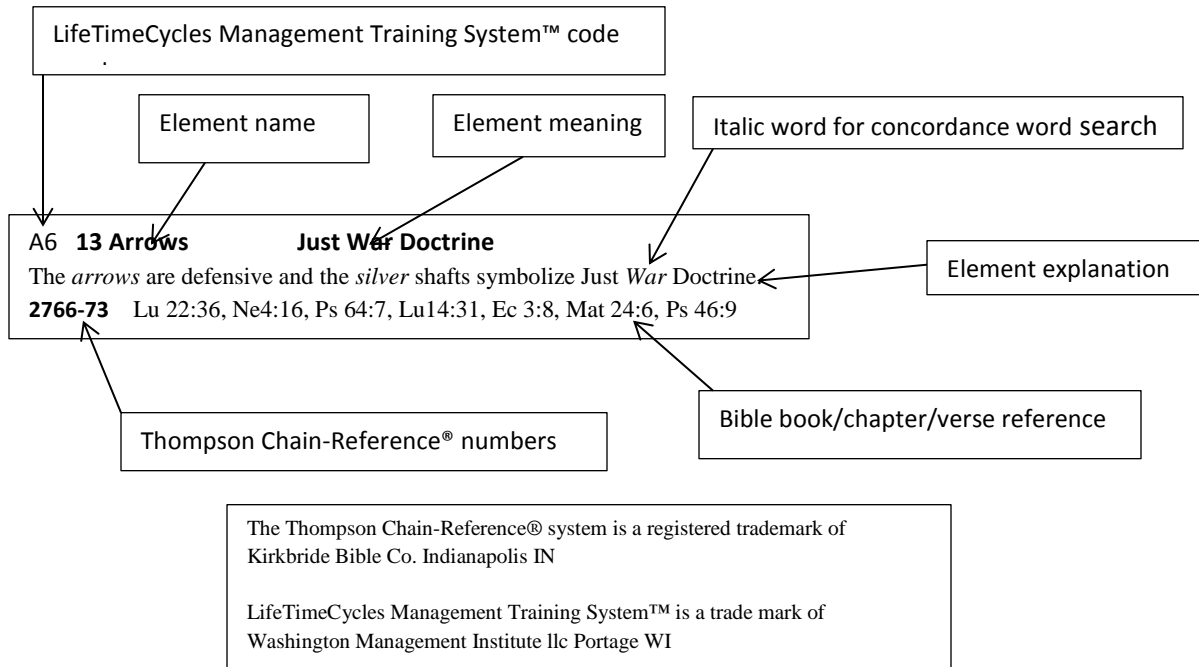 LifeTimeCycles Management Training System™ code
.
Element name
Element meaning
Italic word for concordance word search
A6 13 Arrows Just War Doctrine
The arrows are defensive and the silver shafts symbolize Just War Doctrine.
2766-73 Lu 22:36, Ne4:16, Ps 64:7, Lu14:31, Ec 3:8, Mat 24:6, Ps 46:9
Element explanation
Thompson Chain-Reference® numbers
Bible book/chapter/verse reference
The Thompson Chain-Reference® system is a registered trademark of
Kirkbride Bible Co. Indianapolis IN
LifeTimeCycles Management Training System™ is a trade mark of
Washington Management Institute llc Portage WI